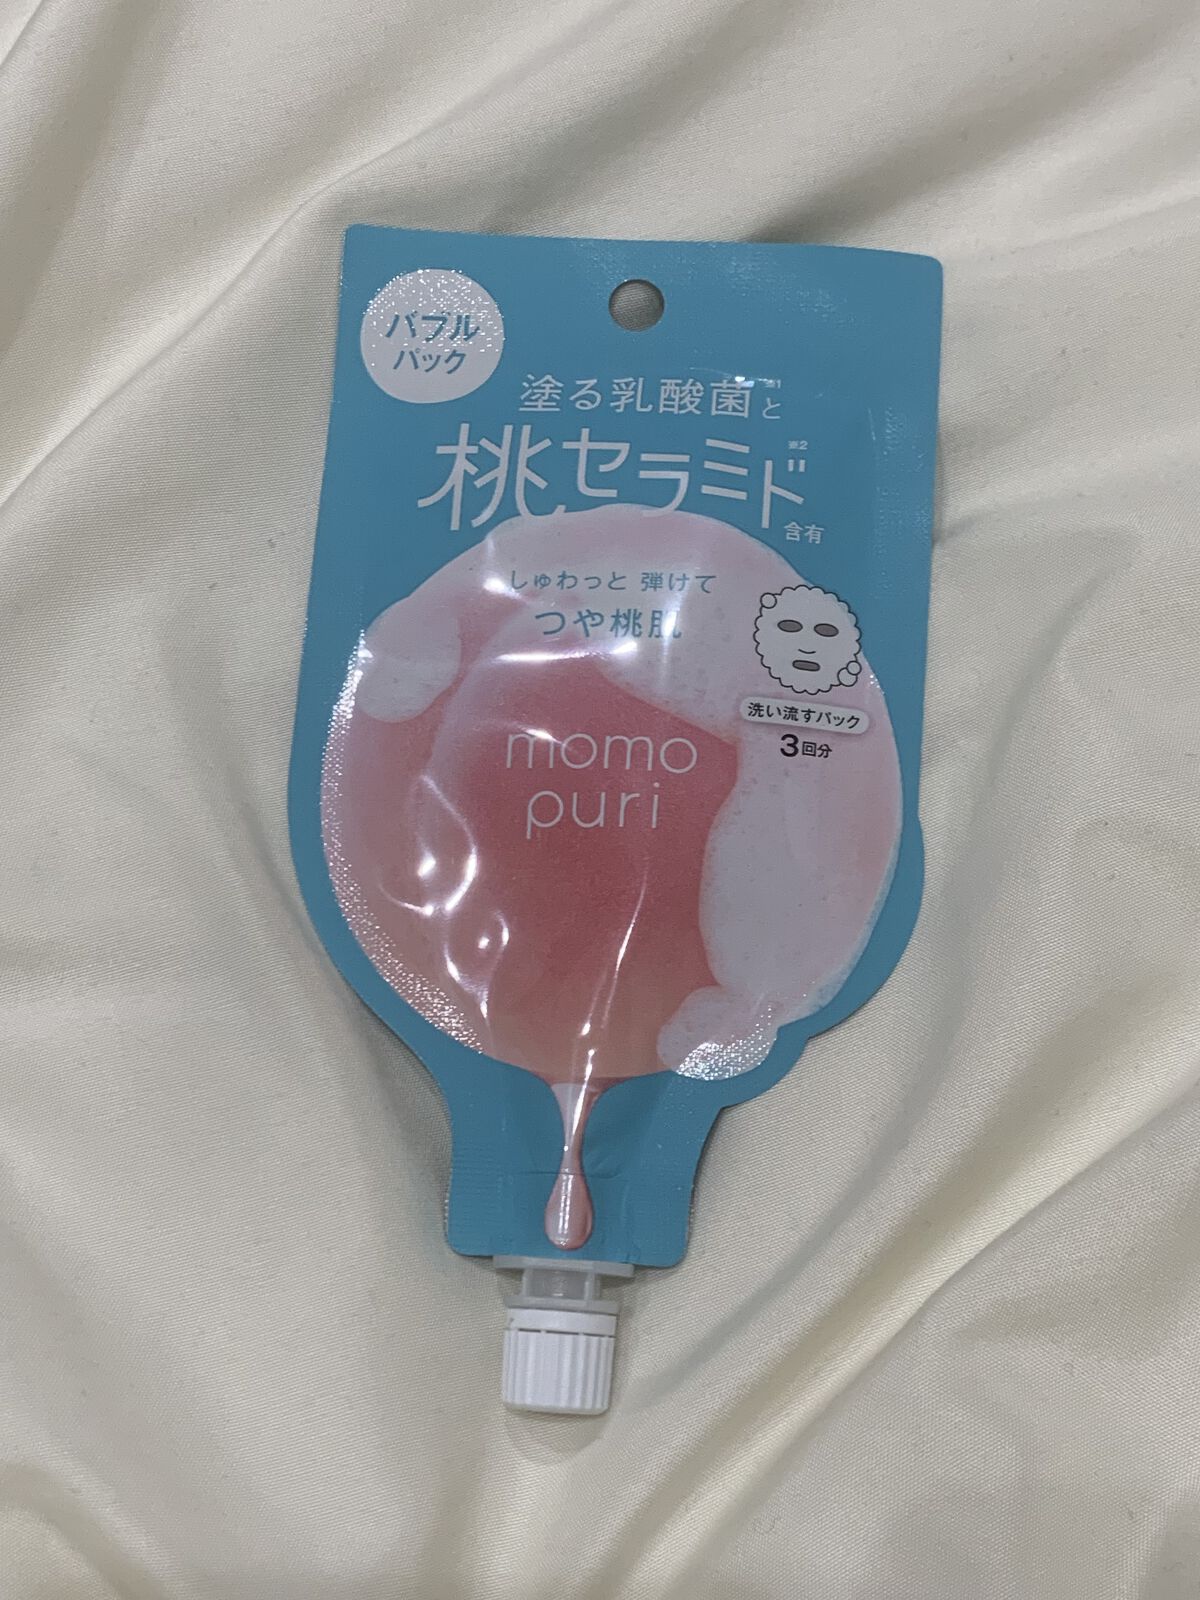 バブル
パック
塗る乳酸菌※1と
桃セラミド※2
含有
しゅわっと 弾けて
つや桃肌
洗い流すパック
3回分
momo
puri